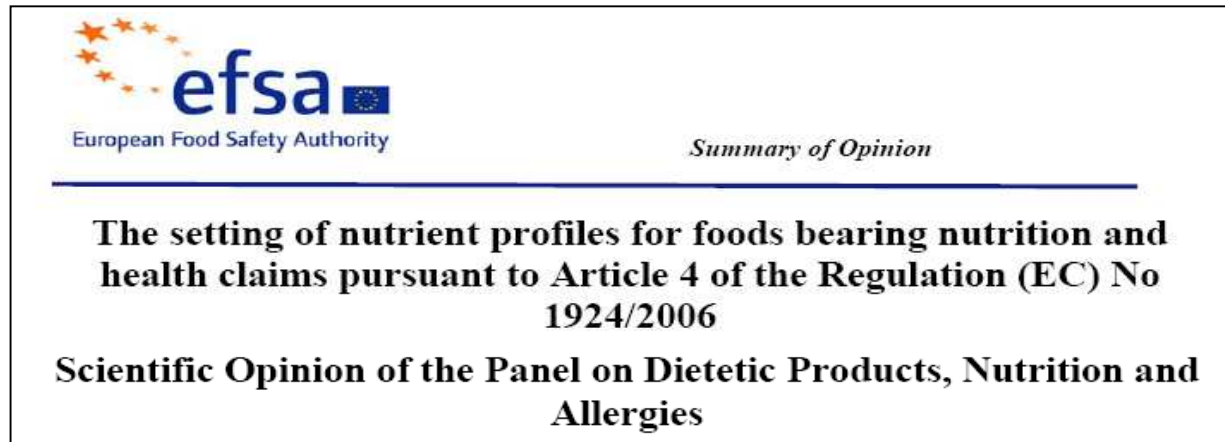 efsa
European Food Safety Authority
Summary of Opinion
The setting of nutrient profiles for foods bearing nutrition and
health claims pursuant to Article 4 of the Regulation (EC) No
1924/2006
Scientific Opinion of the Panel on Dietetic Products, Nutrition and
Allergies